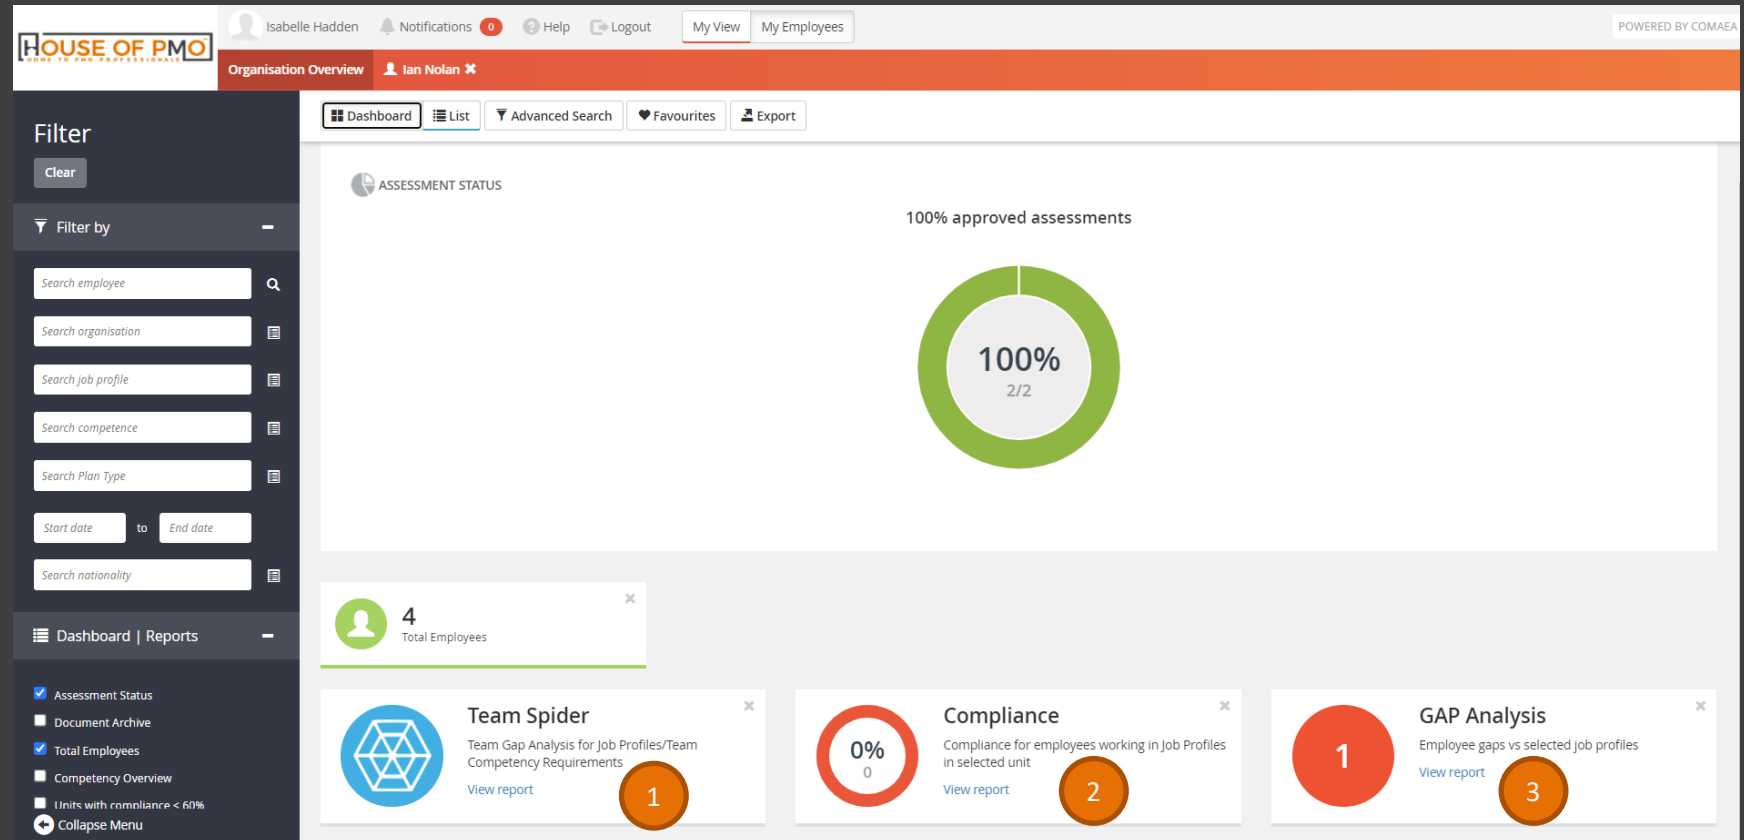 HOUSE OF PMO
HOME TO PMO PROFESSIONALS
Isabelle Hadden
Notifications 0
Help
Logout
My View
My Employees
POWERED BY COMAEA
Organisation Overview
Ian Nolan
Dashboard
List
Advanced Search
Favourites
Export
Filter
Clear
Filter by
Search employee
Search organisation
Search job profile
Search competence
Search Plan Type
Start date to End date
Search nationality
Dashboard | Reports
Assessment Status
Document Archive
Total Employees
Competency Overview
Units with compliance < 60%
Collapse Menu
ASSESSMENT STATUS
100% approved assessments
100%
2/2
4
Total Employees
Team Spider
Team Gap Analysis for Job Profiles/Team
Competency Requirements
View report
1
0%
0
Compliance
Compliance for employees working in Job Profiles
in selected unit
View report
2
1
GAP Analysis
Employee gaps vs selected job profiles
View report
3